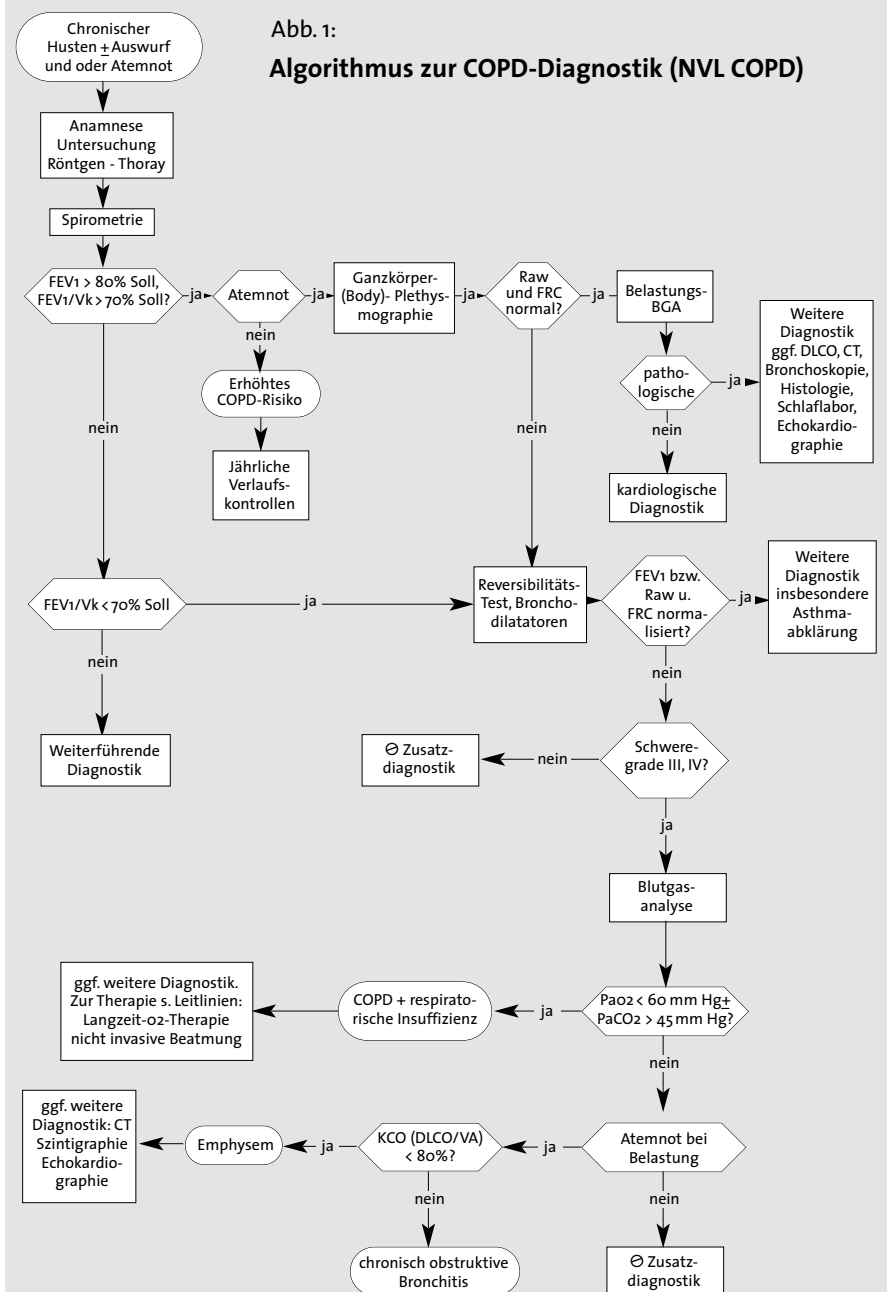 Abb. 1:
Algorithmus zur COPD-Diagnostik (NVL COPD)
Chronischer
Husten ± Auswurf
und oder Atemnot
Anamnese
Untersuchung
Röntgen - Thoray
Spirometrie
FEV1 > 80% Soll,
FEV1/Vk > 70% Soll?
ja
Atemnot
ja
Ganzkörper-
(Body)- Plethys-
mographie
ja
Raw
und FRC
normal?
ja
Belastungs-
BGA
nein
Erhöhtes
COPD-Risiko
Jährliche
Verlaufs-
kontrollen
patho-
logische
ja
Weitere
Diagnostik
ggf. DLCO, CT,
Bronchoskopie,
Histologie,
Schlaflabor,
Echokardio-
graphie
nein
nein
nein
kardiologische
Diagnostik
FEV1/Vk < 70% Soll
ja
Reversibilitäts-
Test, Broncho-
dilatatoren
FEV1 bzw.
Raw u.
FRC norma-
lisiert?
ja
Weitere
Diagnostik
insbesondere
Asthma-
abklärung
nein
nein
Weiterführende
Diagnostik
Schwere-
grade III, IV?
nein
⊘ Zusatz-
diagnostik
ja
Blutgas-
analyse
Pao2 < 60 mm Hg±
PaCO2 > 45 mm Hg?
ja
COPD + respirato-
rische Insuffizienz
ggf. weitere Diagnostik.
Zur Therapie s. Leitlinien:
Langzeit-o2-Therapie
nicht invasive Beatmung
nein
Atemnot bei
Belastung
ja
KCO (DLCO/VA)
< 80%?
ja
Emphysem
ggf. weitere
Diagnostik: CT
Szintigraphie
Echokardio-
graphie
nein
nein
chronisch obstruktive
Bronchitis
⊘ Zusatz-
diagnostik